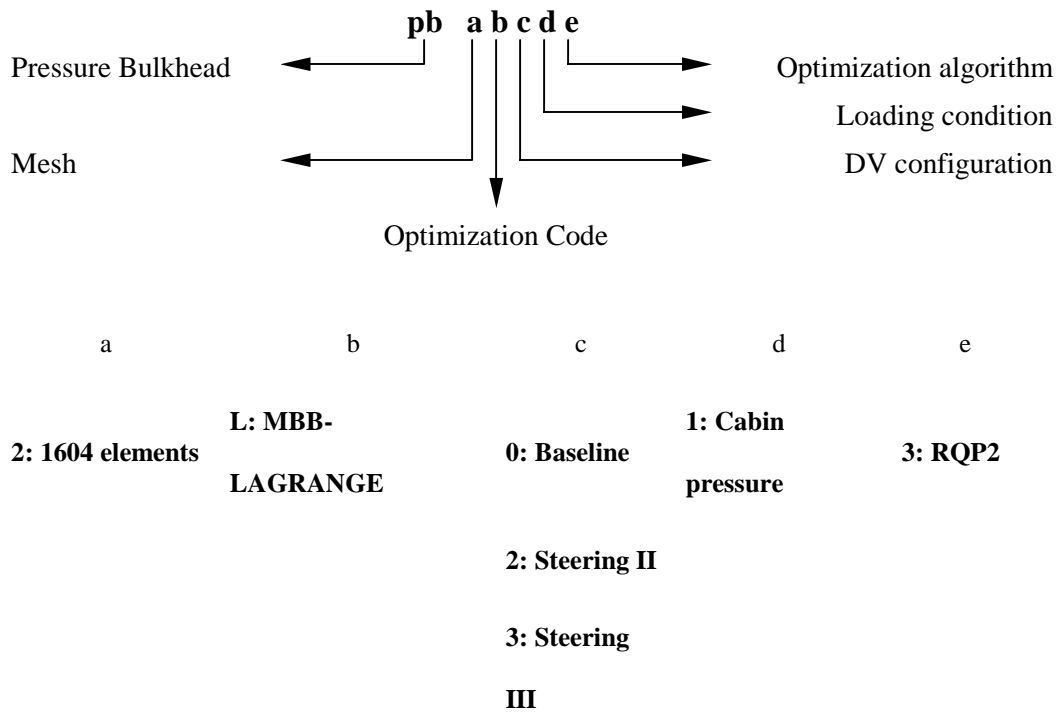 pb a b c d e
Pressure Bulkhead
Optimization algorithm
Loading condition
Mesh
DV configuration
Optimization Code
a b c d e
2: 1604 elements
L: MBB-
LAGRANGE
0: Baseline
1: Cabin
pressure
3: RQP2
2: Steering II
3: Steering
III